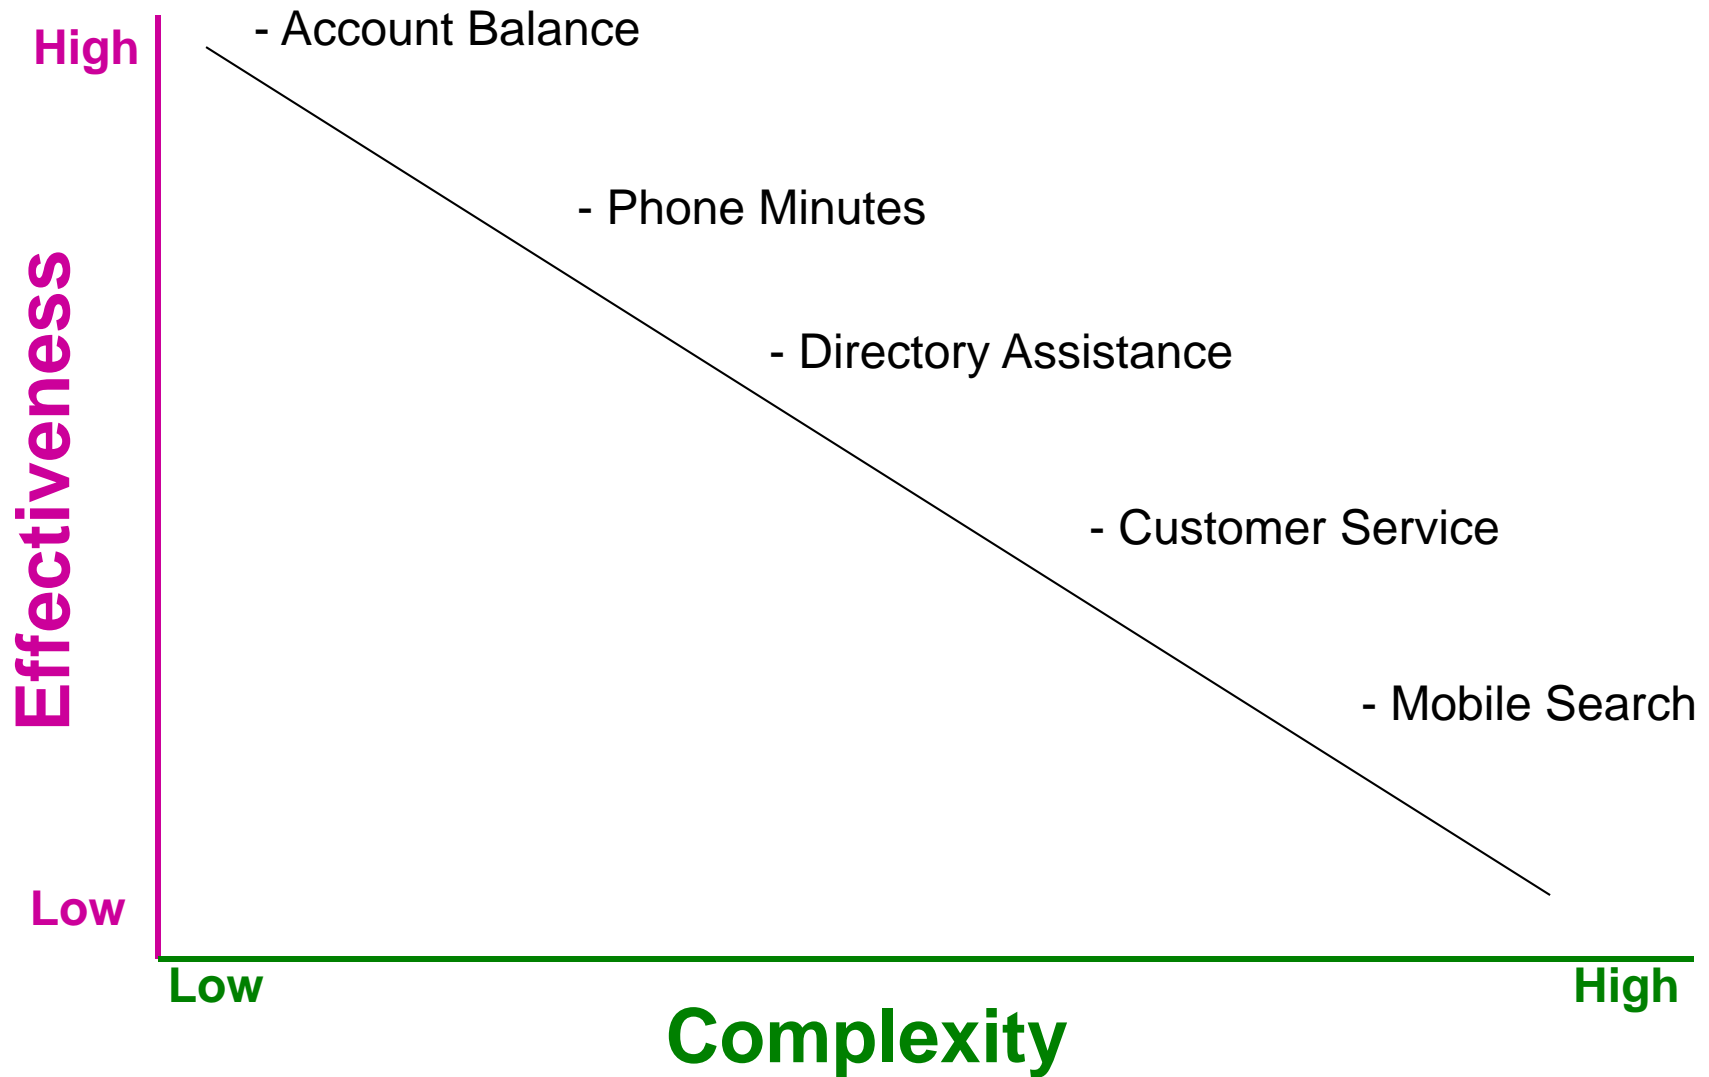 High
- Account Balance
- Phone Minutes
- Directory Assistance
- Customer Service
- Mobile Search
Effectiveness
Low
Low
High
Complexity